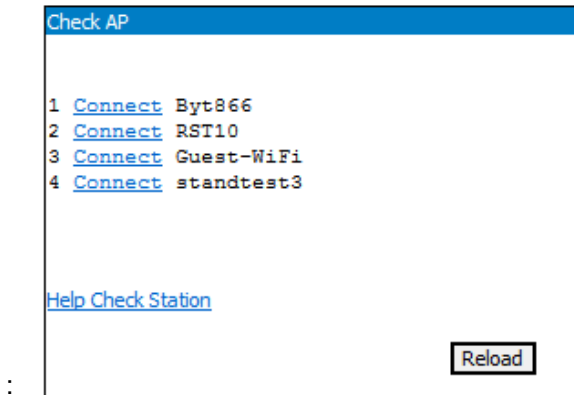 Check AP
1 Connect Byt866
2 Connect RST10
3 Connect Guest-WiFi
4 Connect standtest3
Help Check Station
Reload
: